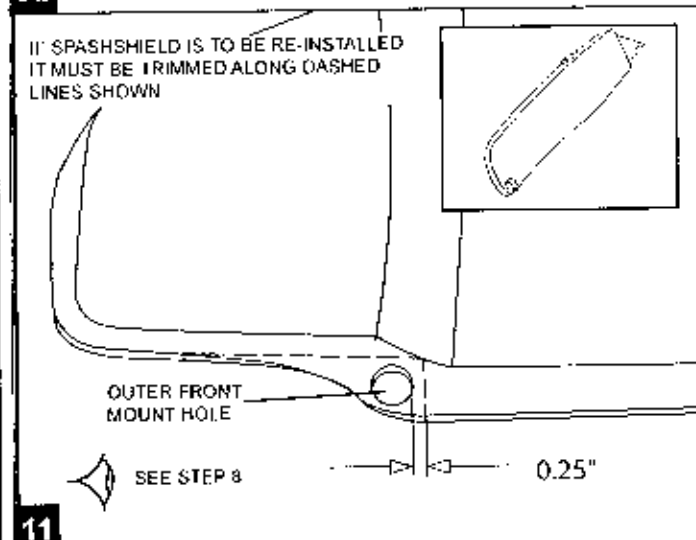 IF SPASHSHIELD IS TO BE RE-INSTALLED
IT MUST BE TRIMMED ALONG DASHED
LINES SHOWN
OUTER FRONT
MOUNT HOLE
SEE STEP 8
0.25"
11